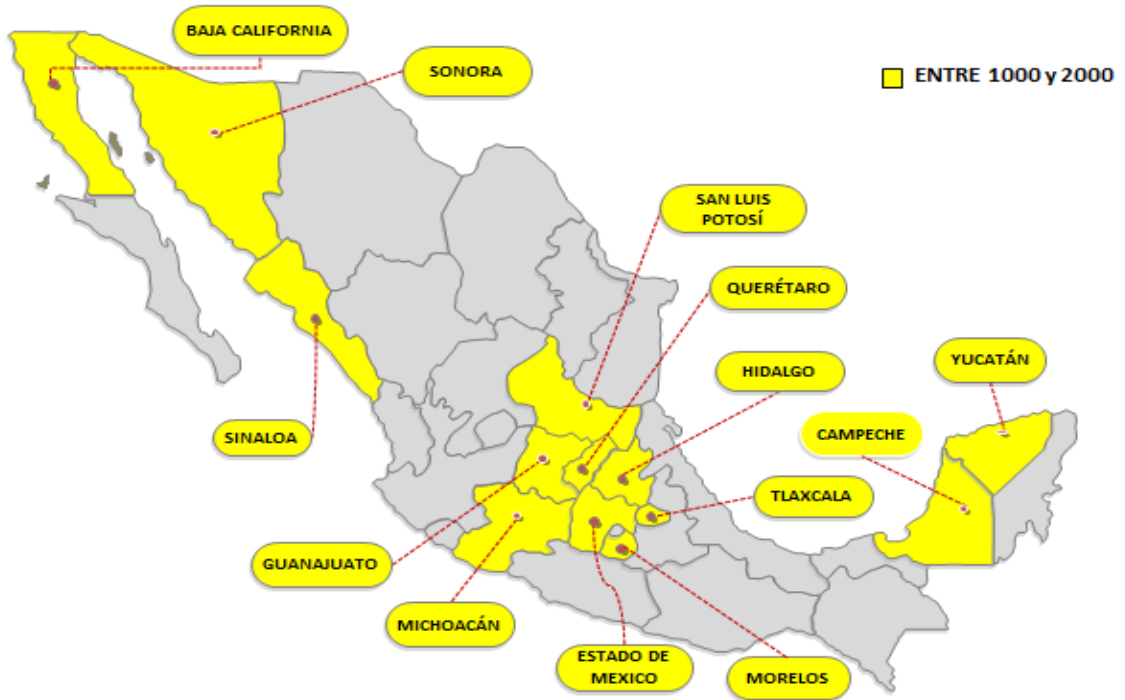 BAJA CALIFORNIA
SONORA
ENTRE 1000 y 2000
SAN LUIS
POTOSÍ
QUERÉTARO
HIDALGO
YUCATÁN
SINALOA
CAMPECHE
TLAXCALA
GUANAJUATO
MICHOACÁN
ESTADO DE
MEXICO
MORELOS